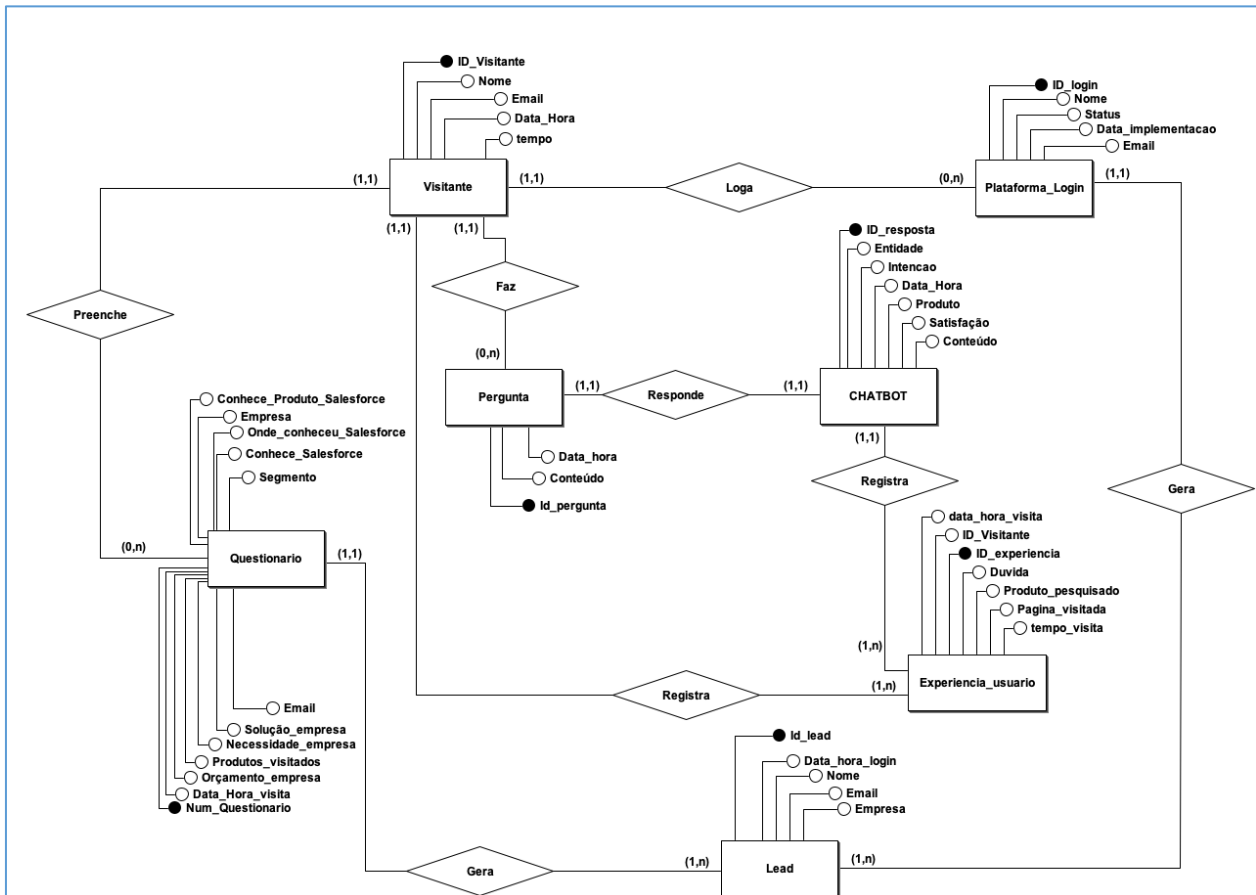 ID_Visitante
Nome
Email
Data_Hora
tempo
(1,1)
Visitante
(1,1)
(1,1)
(1,1)
Loga
ID_login
Nome
Status
Data_implementacao
Email
(0,n)
Plataforma_Login
(1,1)
Preenche
Faz
(0,n)
Pergunta
(1,1)
Responde
(1,1)
Data_hora
Conteúdo
Id_pergunta
ID_resposta
Entidade
Intencao
Data_Hora
Produto
Satisfação
Conteúdo
CHATBOT
(1,1)
Registra
Gera
Conhece_Produto_Salesforce
Empresa
Onde_conheceu_Salesforce
Conhece_Salesforce
Segmento
(0,n)
Questionario
(1,1)
Email
Solução_empresa
Necessidade_empresa
Produtos_visitados
Orçamento_empresa
Data_Hora_visita
Num_Questionario
data_hora_visita
ID_Visitante
ID_experiencia
Duvida
Produto_pesquisado
Pagina_visitada
tempo_visita
(1,n)
Registra
(1,n)
Experiencia_usuario
Id_lead
Data_hora_login
Nome
Email
Empresa
Gera
(1,n)
Lead
(1,n)